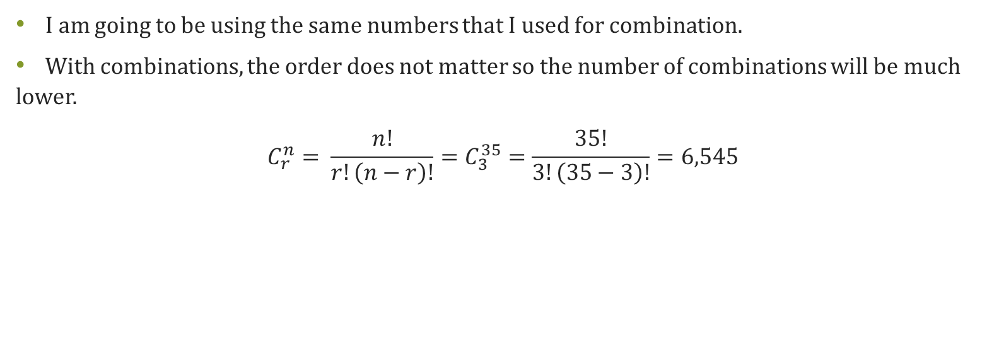 • I am going to be using the same numbers that I used for combination.
• With combinations, the order does not matter so the number of combinations will be much
lower.
$C_r^n = \frac{n!}{r!(n-r)!} = C_3^{35} = \frac{35!}{3!(35-3)!} = 6,545$